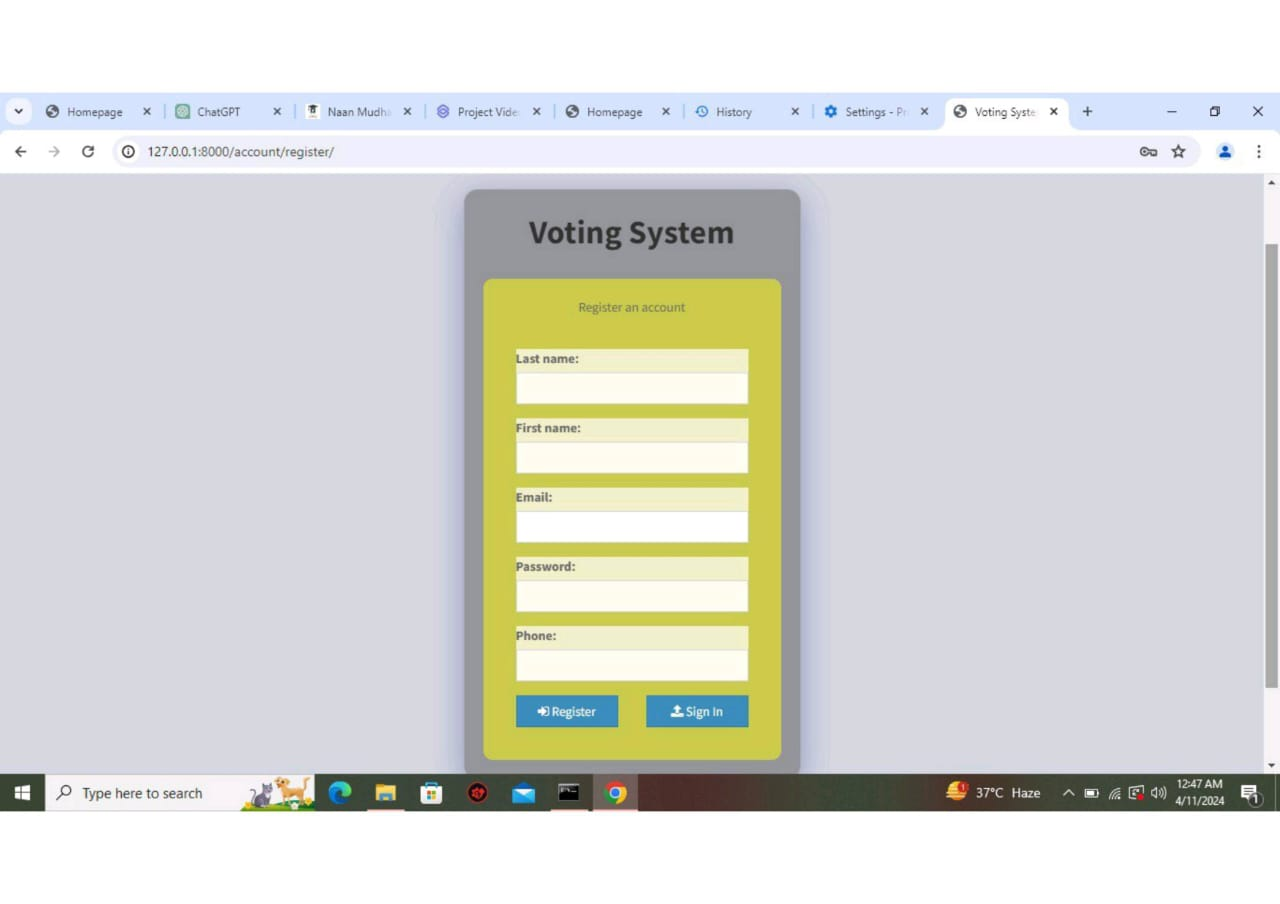 Homepage ChatGPT Naan Mudha Project Vide Homepage History Settings - Pr Voting Syste
127.0.0.1:8000/account/register/
Voting System
Register an account
Last name:
First name:
Email:
Password:
Phone:
Register Sign In
Type here to search 37°C Haze 12:47 AM
4/11/2024 1